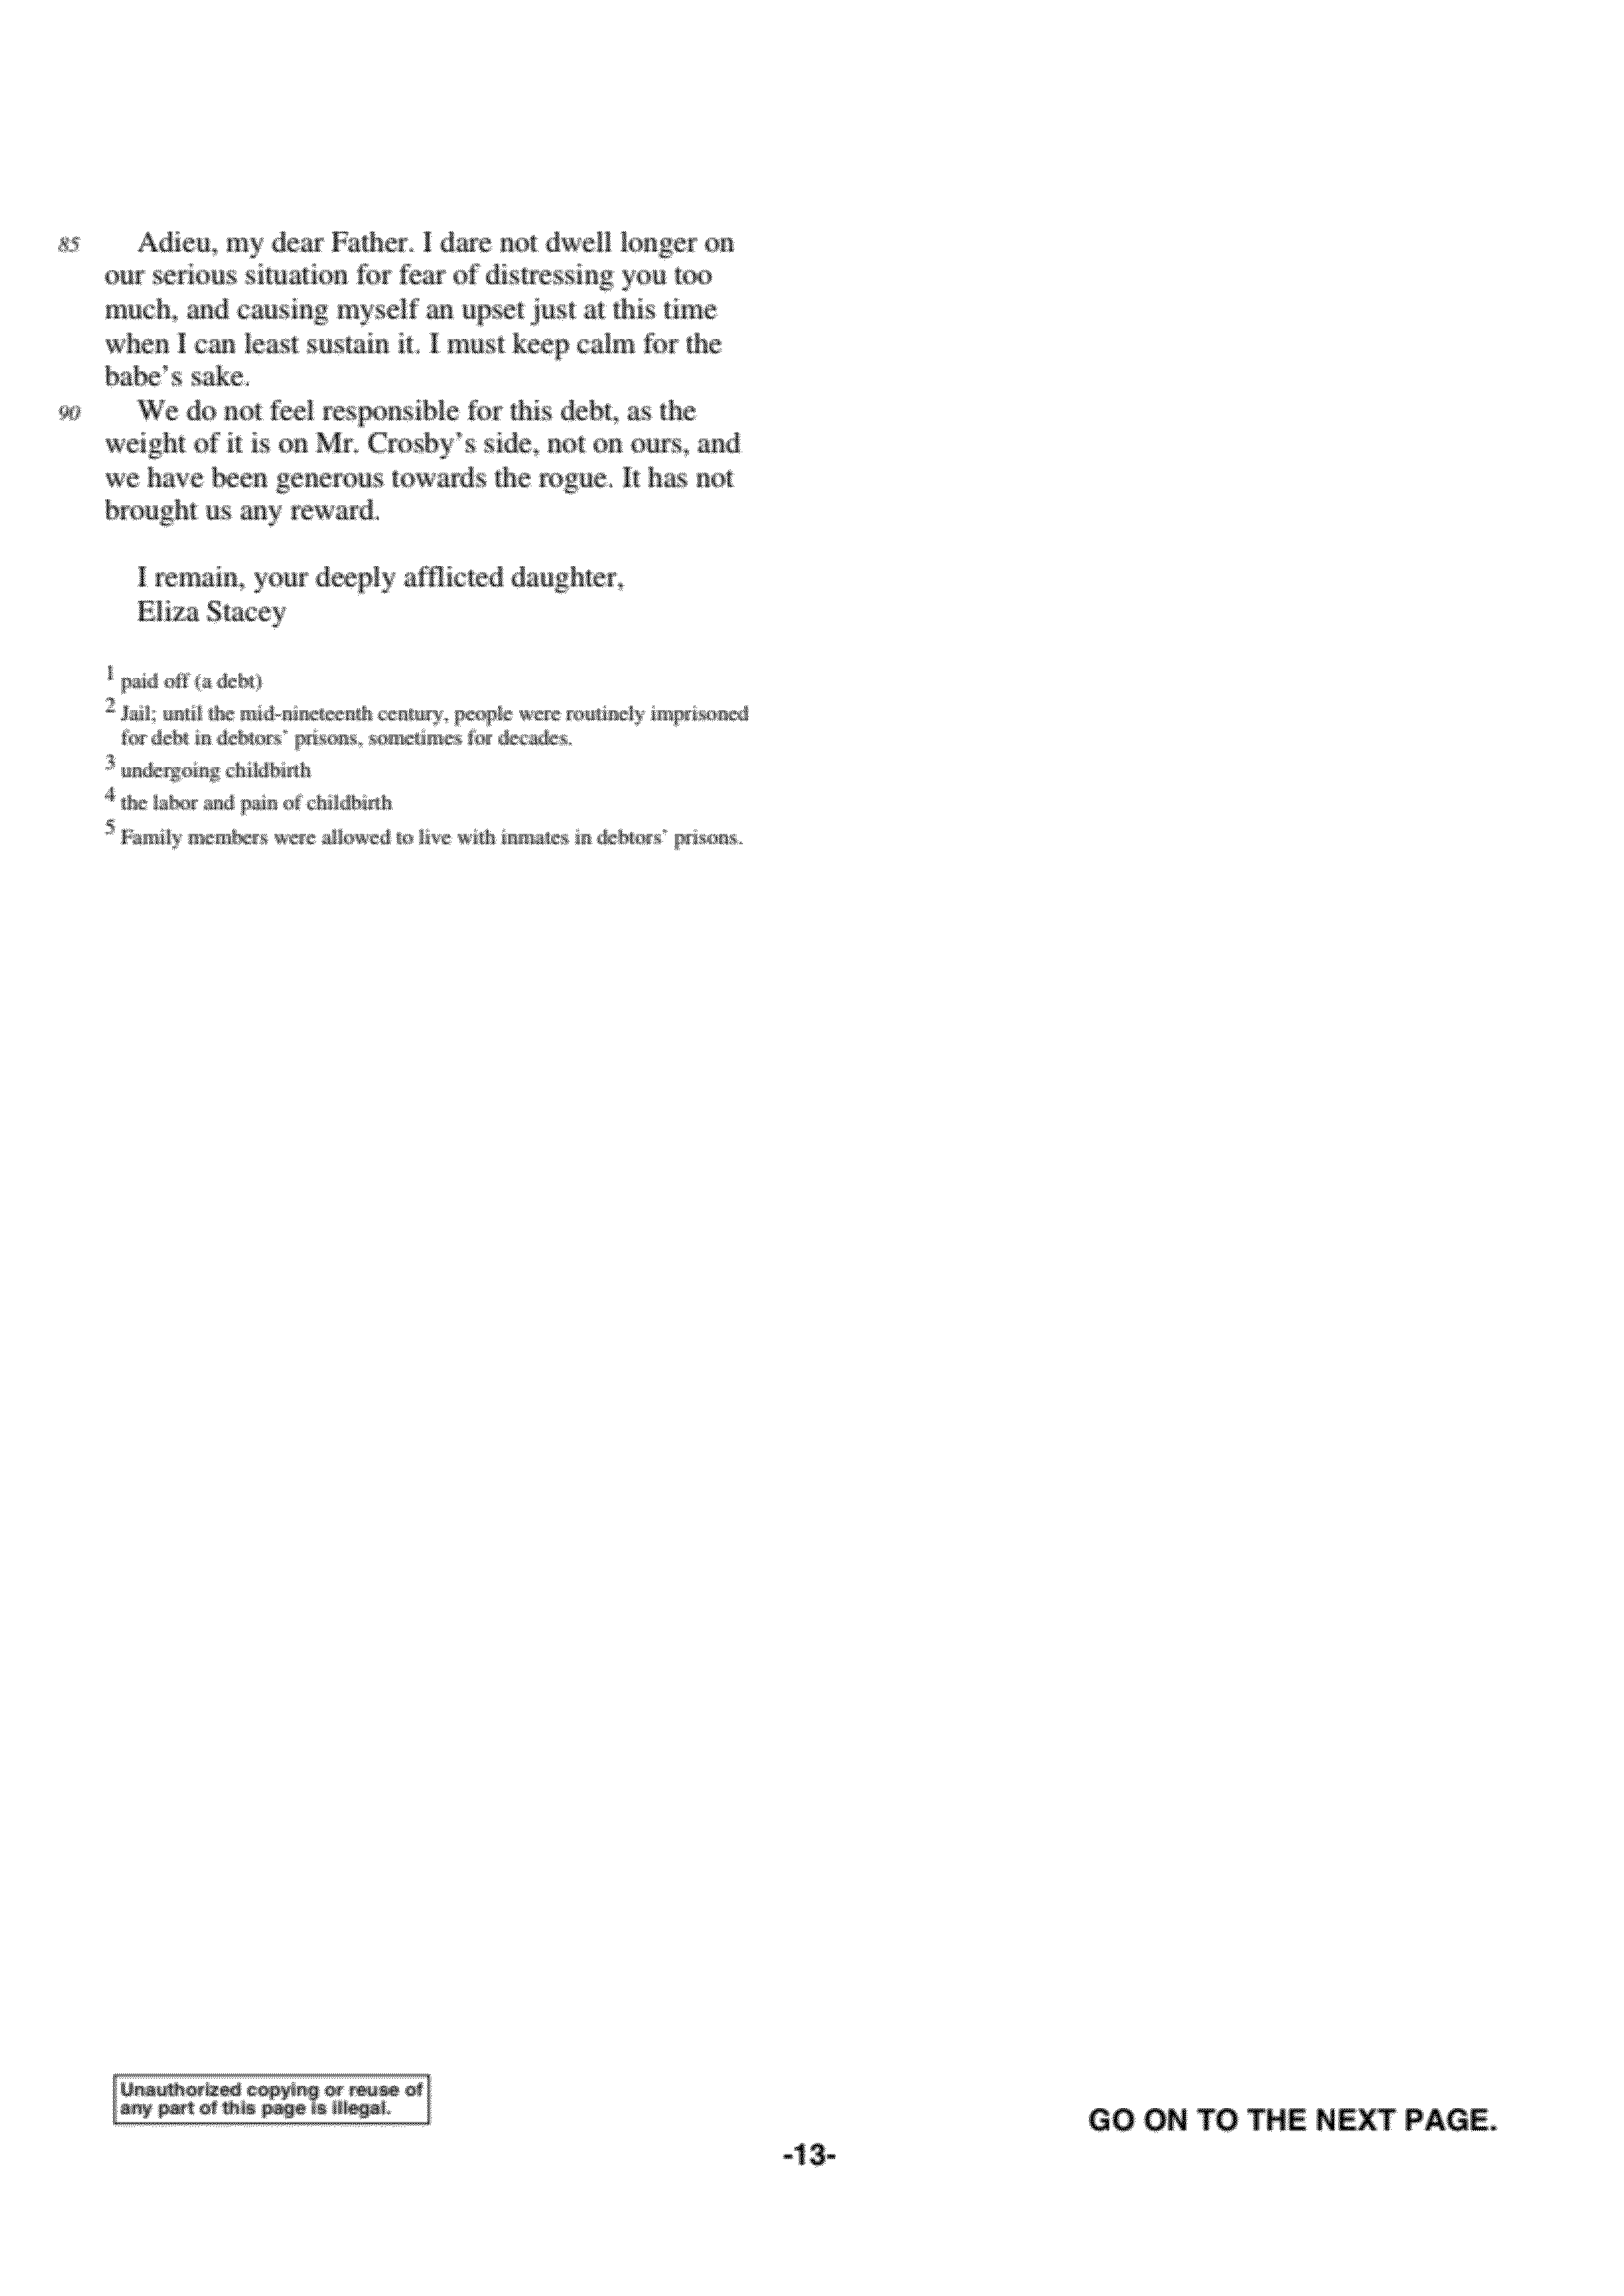 85 Adieu, my dear Father. I dare not dwell longer on
our serious situation for fear of distressing you too
much, and causing myself an upset just at this time
when I can least sustain it. I must keep calm for the
babe's sake.
90 We do not feel responsible for this debt, as the
weight of it is on Mr. Crosby's side, not on ours, and
we have been generous towards the rogue. It has not
brought us any reward.
I remain, your deeply afflicted daughter,
Eliza Stacey
1 paid off (a debt)
2 Jail; until the mid-nineteenth century, people were routinely imprisoned
for debt in debtors' prisons, sometimes for decades.
3 undergoing childbirth
4 the labor and pain of childbirth
5 Family members were allowed to live with inmates in debtors' prisons.
Unauthorized copying or reuse of
any part of this page is illegal.
GO ON TO THE NEXT PAGE.
-13-